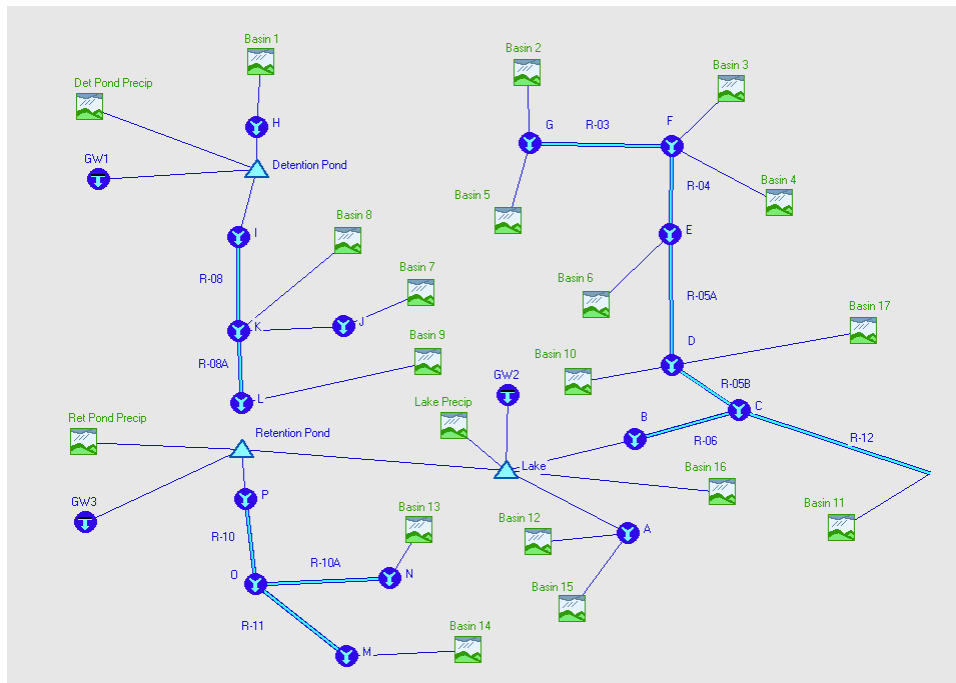 Basin 1
Basin 2
Basin 3
Det Pond Precip
H
G
R-03
F
GW1
Detention Pond
Basin 5
R-04
Basin 4
Basin 8
I
E
R-08
Basin 7
Basin 6
R-05A
Basin 17
K
J
Basin 9
D
R-08A
Basin 10
GW2
R-05B
L
Lake Precip
C
Ret Pond Precip
B
Retention Pond
R-06
R-12
Lake
Basin 16
GW3
P
Basin 13
Basin 12
Basin 11
A
R-10
R-10A
O
N
Basin 15
R-11
Basin 14
M